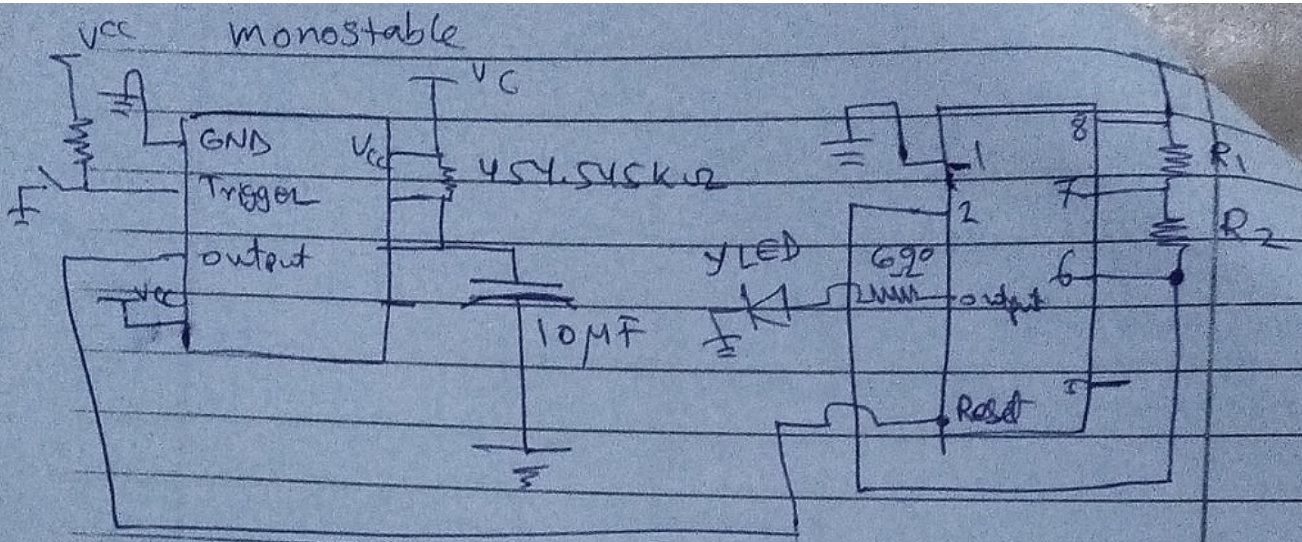 VCC monostable
VC
GND
Vcc
454.545KΩ
Trigger
output
Vcc
10µF
1
8
R1
7
2
R2
YLED
690
6
output
Reset